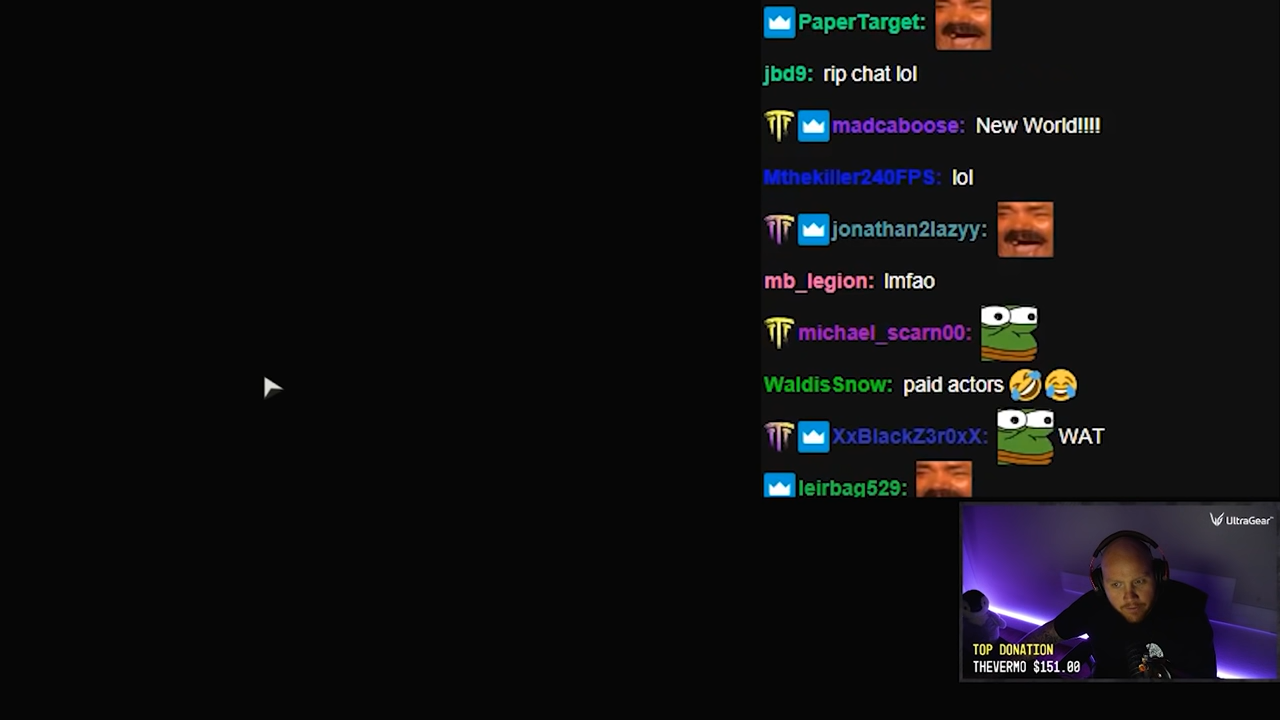 PaperTarget:
jbd9: rip chat lol
madcaboose: New World!!!!
Mthekiller240FPS: lol
jonathan2lazyy:
mb_legion: lmfao
michael_scarn00:
WaldisSnow: paid actors 🤣😂
XxBlackZ3r0xX: WAT
leirbag529:
UltraGear™
TOP DONATION
THEVERMO $151.00